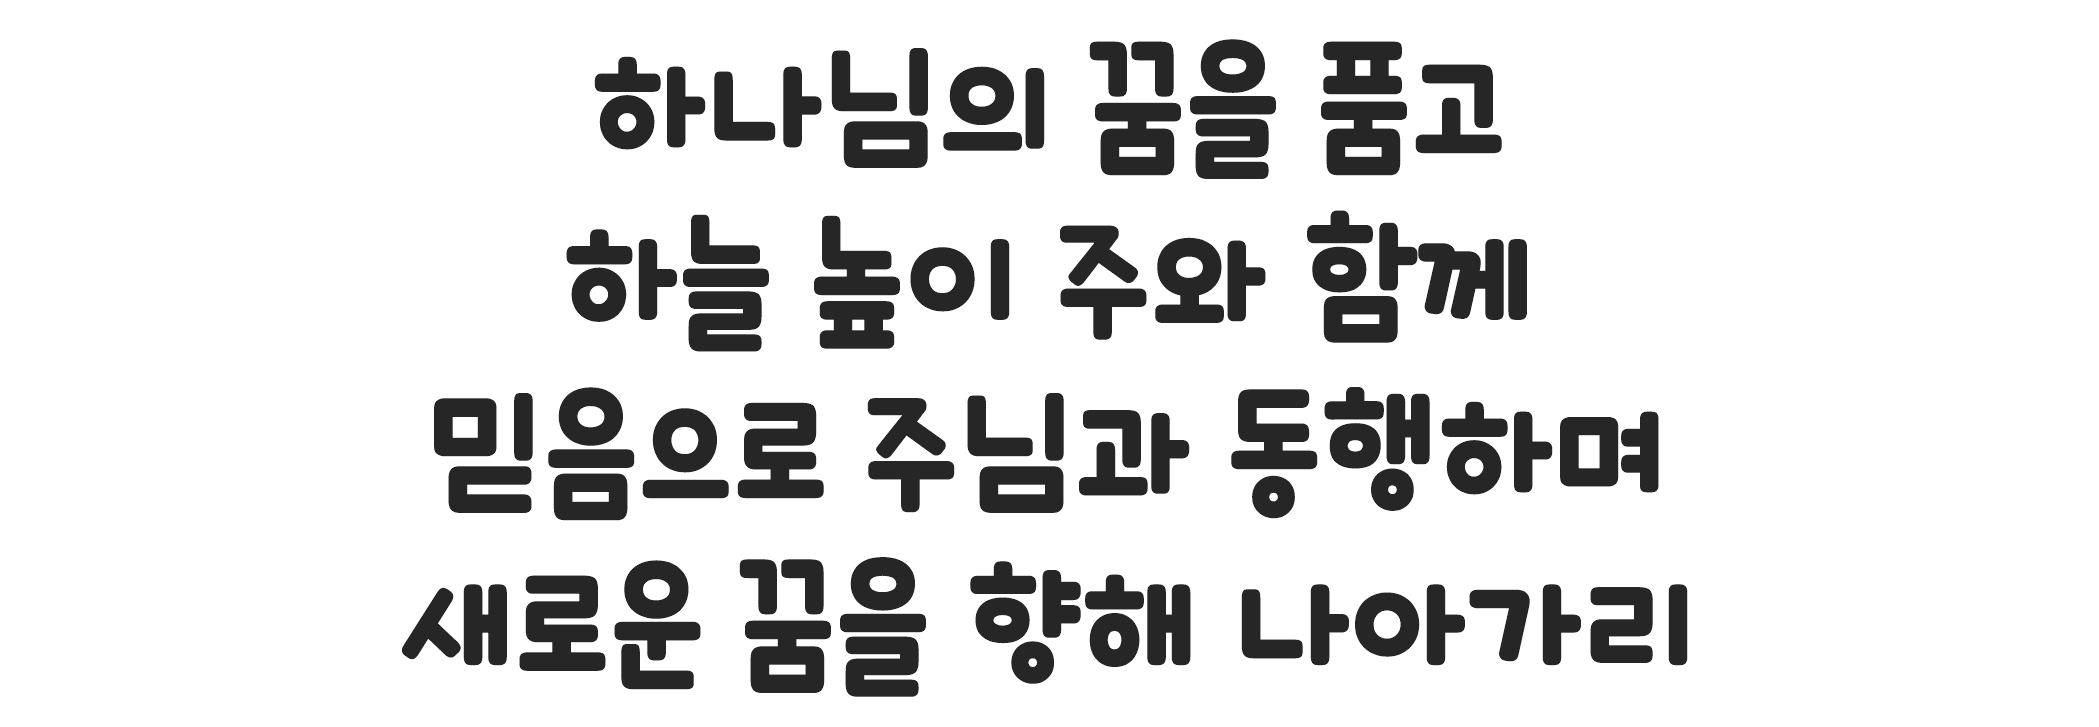 하나님의 꿈을 품고
하늘 높이 주와 함께
믿음으로 주님과 동행하며
새로운 꿈을 향해 나아가리